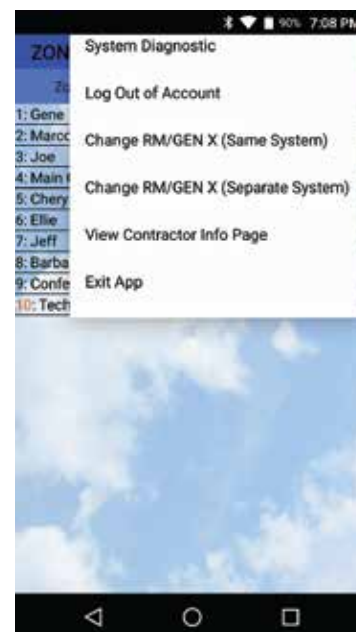 90% 7:08 PM
ZON
System Diagnostic
Zo
Log Out of Account
1: Gene
2: Marco
Change RM/GEN X (Same System)
3: Joe
4: Main
Change RM/GEN X (Separate System)
5: Chery
6: Ellie
View Contractor Info Page
7: Jeff
8: Barba
Exit App
9: Confe
10: Tech